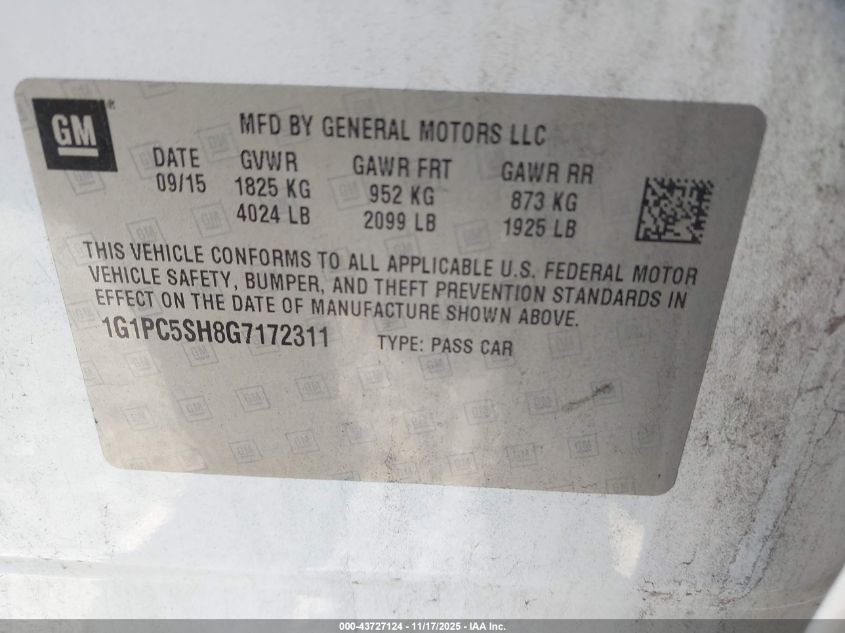 GM
MFD BY GENERAL MOTORS LLC
DATE GVWR GAWR FRT GAWR RR
09/15 1825 KG 952 KG 873 KG
4024 LB 2099 LB 1925 LB
THIS VEHICLE CONFORMS TO ALL APPLICABLE U.S. FEDERAL MOTOR
VEHICLE SAFETY, BUMPER, AND THEFT PREVENTION STANDARDS IN
EFFECT ON THE DATE OF MANUFACTURE SHOWN ABOVE.
1G1PC5SH8G7172311 TYPE: PASS CAR
000-43727124 - 11/17/2025 - IAA Inc.